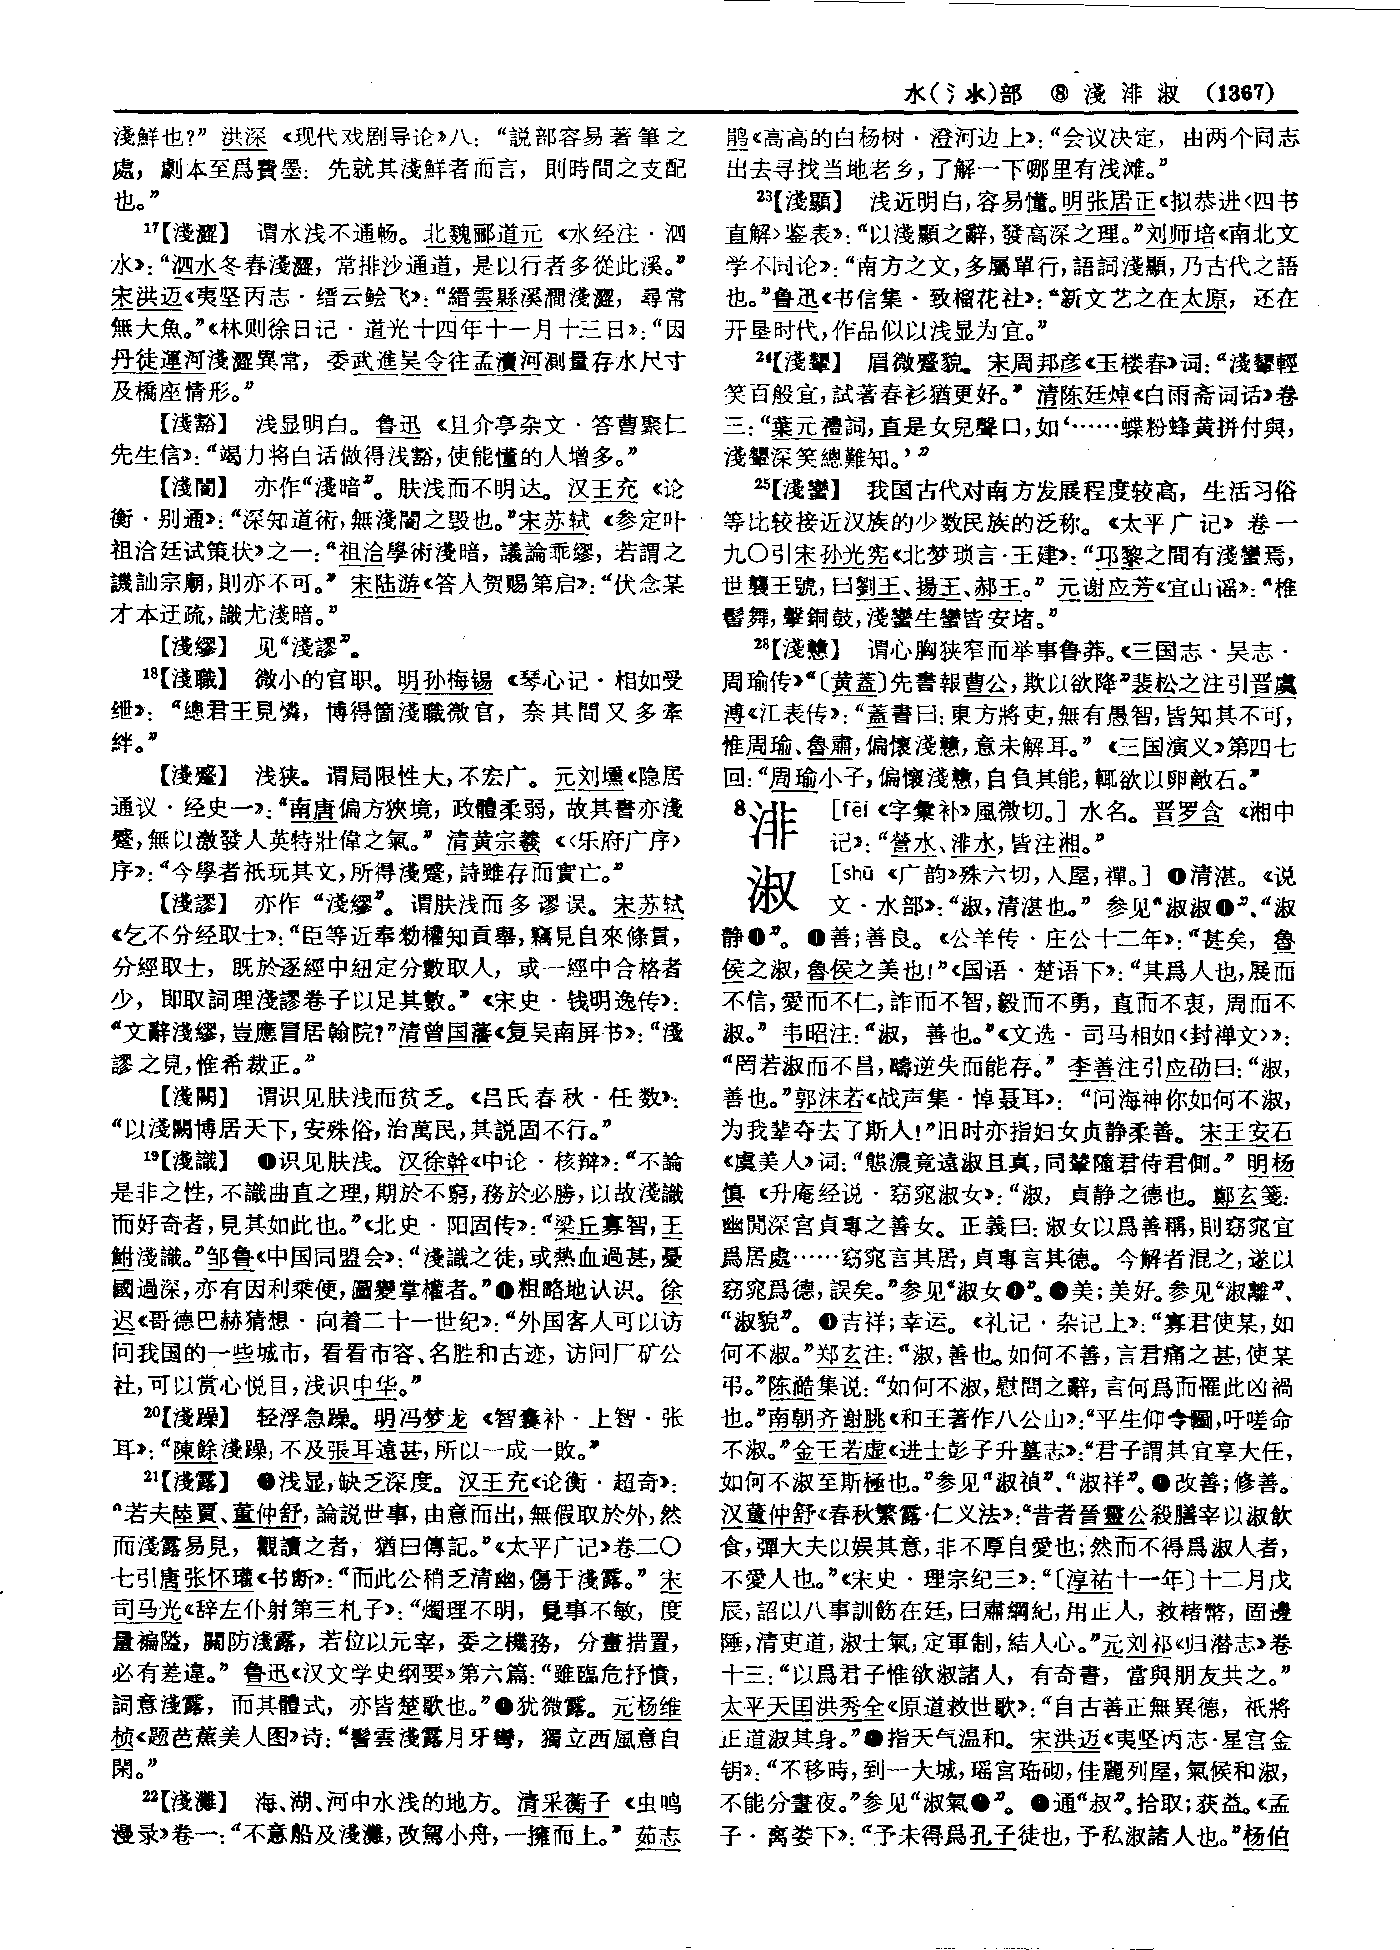 水(氵氺)部 ⑧ 淺 渄 淑 (1367)
淺鮮也?”洪深《现代戏剧导论》八:“説部容易著筆之
處,劇本至爲費墨:先就其淺鮮者而言,則時間之支配
也。”
17【淺澀】 谓水浅不通畅。北魏郦道元《水经注·泗
水》:“泗水冬春淺澀,常排沙通道,是以行者多從此溪。”
宋洪迈《夷坚丙志·缙云鲙飞》:“縉雲縣溪澗淺澀,尋常
無大魚。”《林则徐日记·道光十四年十一月十三日》:“因
丹徒運河淺澀異常,委武進吴令往孟瀆河測量存水尺寸
及橋座情形。”
【淺豁】 浅显明白。鲁迅《且介亭杂文·答曹聚仁
先生信》:“竭力将白话做得浅豁,使能懂的人增多。”
【淺闇】 亦作“淺暗”。肤浅而不明达。汉王充《论
衡·别通》:“深知道術,無淺闇之毁也。”宋苏轼《参定叶
祖洽廷试策状》之一:“祖洽學術淺暗,議論乖繆,若謂之
譏訕宗廟,則亦不可。”宋陆游《答人贺赐第启》:“伏念某
才本迂疏,識尤淺暗。”
【淺繆】 见“淺謬”。
18【淺職】 微小的官职。明孙梅锡《琴心记·相如受
绁》:“總君王見憐,博得箇淺職微官,奈其間又多牽
絆。”
【淺蹙】 浅狭。谓局限性大,不宏广。元刘壎《隐居
通议·经史一》:“南唐偏方狹境,政體柔弱,故其書亦淺
蹙,無以激發人英特壯偉之氣。”清黄宗羲《〈乐府广序〉
序》:“今學者祇玩其文,所得淺蹙,詩雖存而實亡。”
【淺謬】 亦作“淺繆”。谓肤浅而多谬误。宋苏轼
《乞不分经取士》:“臣等近奉勑權知貢舉,竊見自來條貫,
分經取士,既於逐經中紐定分數取人,或一經中合格者
少,即取詞理淺謬卷子以足其數。”《宋史·钱明逸传》:
“文辭淺繆,豈應冒居翰院?”清曾国藩《复吴南屏书》:“淺
謬之見,惟希裁正。”
【淺闕】 谓识见肤浅而贫乏。《吕氏春秋·任数》:
“以淺闕博居天下,安殊俗,治萬民,其説固不行。”
19【淺識】 ❶识见肤浅。汉徐幹《中论·核辩》:“不論
是非之性,不識曲直之理,期於不窮,務於必勝,以故淺識
而好奇者,見其如此也。”《北史·阳固传》:“梁丘寡智,王
鮒淺識。”邹鲁《中国同盟会》:“淺識之徒,或熱血過甚,憂
國過深,亦有因利乘便,圖變掌權者。”❷粗略地认识。徐
迟《哥德巴赫猜想·向着二十一世纪》:“外国客人可以访
问我国的一些城市,看看市容、名胜和古迹,访问厂矿公
社,可以赏心悦目,浅识中华。”
20【淺躁】 轻浮急躁。明冯梦龙《智囊补·上智·张
耳》:“陳餘淺躁,不及張耳遠甚,所以一成一敗。”
21【淺露】 ❶浅显,缺乏深度。汉王充《论衡·超奇》:
“若夫陸賈、董仲舒,論説世事,由意而出,無假取於外,然
而淺露易見,觀讀之者,猶曰傳記。”《太平广记》卷二〇
七引唐张怀瓘《书断》:“而此公稍乏清幽,傷于淺露。”宋
司马光《辞左仆射第三札子》:“燭理不明,見事不敏,度
量褊隘,關防淺露,若位以元宰,委之機務,分畫措置,
必有差違。”鲁迅《汉文学史纲要》第六篇:“雖臨危抒憤,
詞意淺露,而其體式,亦皆楚歌也。”❷犹微露。元杨维
桢《题芭蕉美人图》诗:“髻雲淺露月牙彎,獨立西風意自
閑。”
22【淺灘】 海、湖、河中水浅的地方。清采蘅子《虫鸣
漫录》卷一:“不意船及淺灘,改駕小舟,一擁而上。”茹志
鹃《高高的白杨树·澄河边上》:“会议决定,由两个同志
出去寻找当地老乡,了解一下哪里有浅滩。”
23【淺顯】 浅近明白,容易懂。明张居正《拟恭进〈四书
直解〉鉴表》:“以淺顯之辭,發高深之理。”刘师培《南北文
学不同论》:“南方之文,多屬單行,語詞淺顯,乃古代之語
也。”鲁迅《书信集·致榴花社》:“新文艺之在太原,还在
开垦时代,作品似以浅显为宜。”
24【淺顰】 眉微蹙貌。宋周邦彦《玉楼春》词:“淺顰輕
笑百般宜,試著春衫猶更好。”清陈廷焯《白雨斋词话》卷
三:“葉元禮詞,直是女兒聲口,如‘……蝶粉蜂黄拼付與,
淺顰深笑總難知。’”
25【淺蠻】 我国古代对南方发展程度较高,生活习俗
等比较接近汉族的少数民族的泛称。《太平广记》卷一
九〇引宋孙光宪《北梦琐言·王建》:“邛黎之間有淺蠻焉,
世襲王號,曰劉王、揚王、郝王。”元谢应芳《宜山谣》:“椎
髻舞,擊銅鼓,淺蠻生蠻皆安堵。”
28【淺戇】 谓心胸狭窄而举事鲁莽。《三国志·吴志·
周瑜传》“〔黄蓋〕先書報曹公,欺以欲降”裴松之注引晋虞
溥《江表传》:“蓋書曰:東方將吏,無有愚智,皆知其不可,
惟周瑜、魯肅,偏懷淺戇,意未解耳。”《三国演义》第四七
回:“周瑜小子,偏懷淺戇,自負其能,輒欲以卵敵石。”
8渄 [fēi《字彙补》風微切。]水名。晋罗含《湘中
记》:“營水、渄水,皆注湘。”
淑 [shū《广韵》殊六切,入屋,禪。]❶清湛。《说
文·水部》:“淑,清湛也。”参见“淑淑❶”、“淑
静❶”。❷善;善良。《公羊传·庄公十二年》:“甚矣,魯
侯之淑,魯侯之美也!”《国语·楚语下》:“其爲人也,展而
不信,愛而不仁,詐而不智,毅而不勇,直而不衷,周而不
淑。”韦昭注:“淑,善也。”《文选·司马相如〈封禅文〉》:
“罔若淑而不昌,疇逆失而能存。”李善注引应劭曰:“淑,
善也。”郭沫若《战声集·悼聂耳》:“问海神你如何不淑,
为我辈夺去了斯人!”旧时亦指妇女贞静柔善。宋王安石
《虞美人》词:“態濃竟遠淑且真,同輦隨君侍君側。”明杨
慎《升庵经说·窈窕淑女》:“淑,貞静之德也。鄭玄箋:
幽閒深宫貞專之善女。正義曰:淑女以爲善稱,則窈窕宜
爲居處……窈窕言其居,貞專言其德。今解者混之,遂以
窈窕爲德,誤矣。”参见“淑女❶”。❸美;美好。参见“淑離”、
“淑貌”。❹吉祥;幸运。《礼记·杂记上》:“寡君使某,如
何不淑。”郑玄注:“淑,善也。如何不善,言君痛之甚,使某
弔。”陈皓集说:“如何不淑,慰問之辭,言何爲而罹此凶禍
也。”南朝齐谢朓《和王著作八公山》:“平生仰令圖,吁嗟命
不淑。”金王若虚《进士彭子升墓志》:“君子謂其宜享大任,
如何不淑至斯極也。”参见“淑禎”、“淑祥”。❺改善;修善。
汉董仲舒《春秋繁露·仁义法》:“昔者晉靈公殺膳宰以淑飲
食,彈大夫以娱其意,非不厚自愛也;然而不得爲淑人者,
不愛人也。”《宋史·理宗纪三》:“〔淳祐十一年〕十二月戊
辰,詔以八事訓飭在廷,曰肅綱紀,用正人,救楮幣,固邊
陲,清吏道,淑士氣,定軍制,結人心。”元刘祁《归潜志》卷
十三:“以爲君子惟欲淑諸人,有奇書,當與朋友共之。”
太平天国洪秀全《原道救世歌》:“自古善正無異德,祇將
正道淑其身。”❻指天气温和。宋洪迈《夷坚丙志·星宫金
钥》:“不移時,到一大城,瑶宫瑤砌,佳麗列屋,氣候和淑,
不能分晝夜。”参见“淑氣❶”。❼通“叔”。拾取;获益。《孟
子·离娄下》:“予未得爲孔子徒也,予私淑諸人也。”杨伯